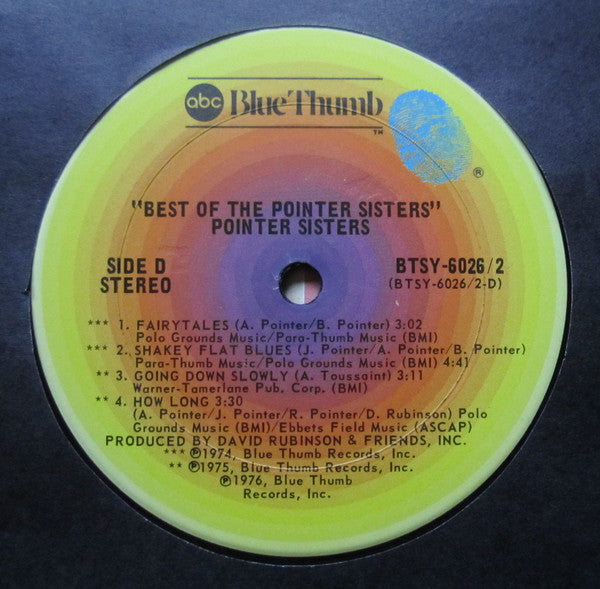 abc Blue Thumb
TM
®
"BEST OF THE POINTER SISTERS"
POINTER SISTERS
SIDE D
STEREO
BTSY-6026/2
(BTSY-6026/2-D)
*** 1. FAIRYTALES (A. Pointer/B. Pointer) 3:02
Polo Grounds Music/Para-Thumb Music (BMI)
*** 2. SHAKEY FLAT BLUES (J. Pointer/A. Pointer/B. Pointer)
Para-Thumb Music/Polo Grounds Music (BMI) 4:41
** 3. GOING DOWN SLOWLY (A. Toussaint) 3:11
Warner-Tamerlane Pub. Corp. (BMI)
** 4. HOW LONG 3:30
(A. Pointer/J. Pointer/R. Pointer/D. Rubinson) Polo
Grounds Music (BMI)/Ebbets Field Music (ASCAP)
PRODUCED BY DAVID RUBINSON & FRIENDS, INC.
*** ℗1974, Blue Thumb Records, Inc.
** ℗1975, Blue Thumb Records, Inc.
℗1976, Blue Thumb
Records, Inc.